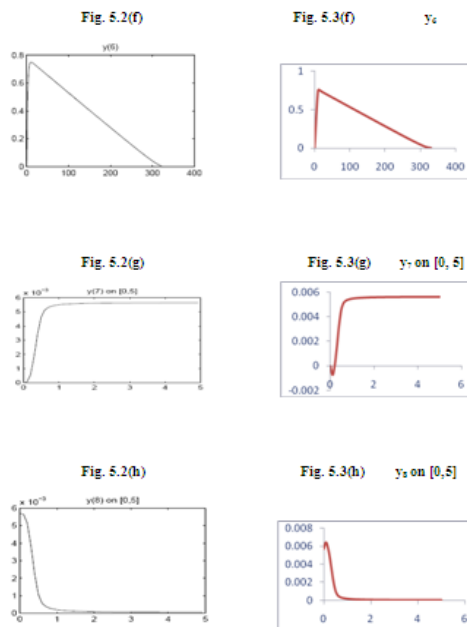 Fig. 5.2(f) Fig. 5.3(f) y₆
y(6)
0.8
0.6
0.4
0.2
0
0 100 200 300 400
1
0.5
0
0 100 200 300 400
Fig. 5.2(g) Fig. 5.3(g) y₇ on [0, 5]
y(7) on [0,5]
6
5
4
3
2
1
0
0 1 2 3 4 5
0.006
0.004
0.002
0
-0.002
0 2 4 6
Fig. 5.2(h) Fig. 5.3(h) y₈ on [0,5]
y(8) on [0,5]
6
5
4
3
2
1
0
0 1 2 3 4 5
0.008
0.006
0.004
0.002
0
0 2 4 6